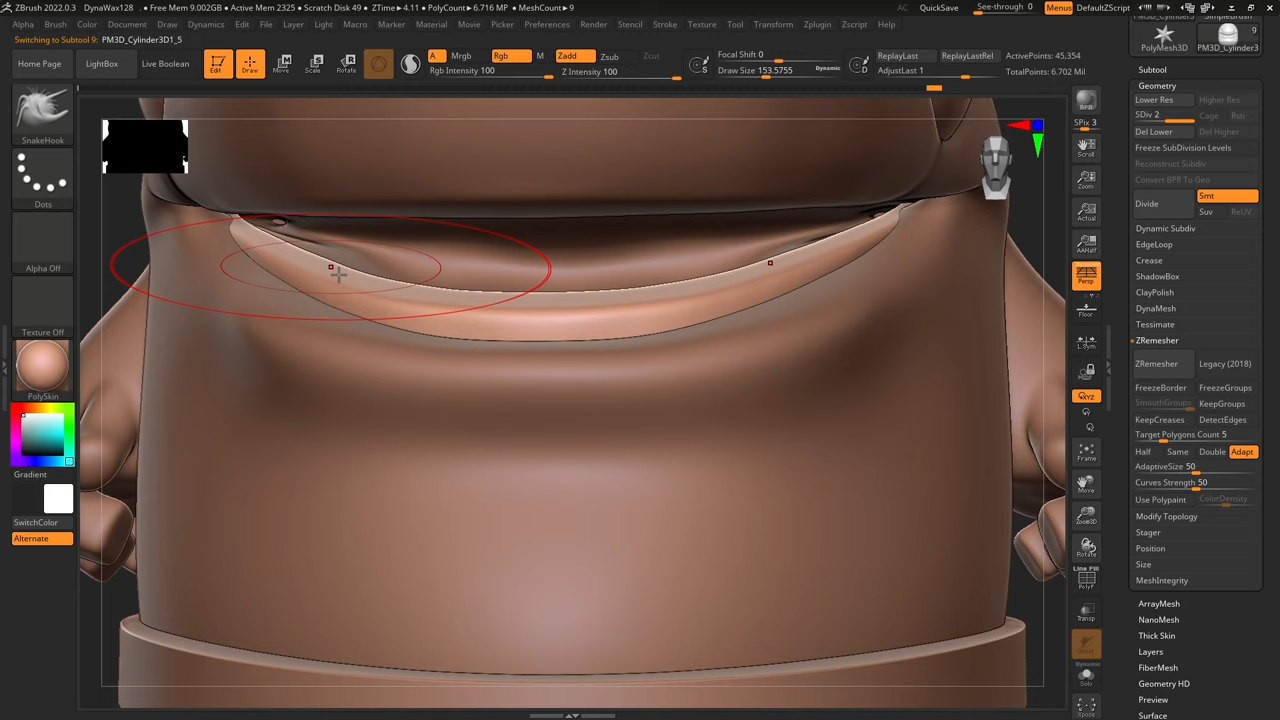 ZBrush 2022.0.3 DynaWax128 • Free Mem 9.002GB • Active Mem 2325 • Scratch Disk 49 • ZTime▸4.11 • PolyCount▸6.716 MP • MeshCount▸9 AC QuickSave See-through 0 Menus DefaultZScript
Alpha Brush Color Document Draw Dynamics Edit File Layer Light Macro Marker Material Movie Picker Preferences Render Stencil Stroke Texture Tool Transform Zplugin Zscript Help
Switching to Subtool 9: PM3D_Cylinder3D1_5
Home Page LightBox Live Boolean Edit Draw Move Scale Rotate
A Mrgb Rgb M Zadd Zsub Zcut
Rgb Intensity 100 Z Intensity 100
Focal Shift 0
Draw Size 153.5755 Dynamic
S
D
ReplayLast ReplayLastRel ActivePoints: 45,354
AdjustLast 1 TotalPoints: 6.702 Mil
SnakeHook
Dots
Alpha Off
Texture Off
PolySkin
Gradient
SwitchColor
Alternate
BPR
SPix 3
Scroll
Zoom
Actual
AAHalf
Persp
Floor
L.Sym
XYZ
Frame
Move
Zoom3D
Rotate
Line Fill
PolyF
Transp
Dynamic
Solo
Xpose
PolyMesh3D PM3D_Cylinder3
9
Subtool
Geometry
Lower Res Higher Res
SDiv 2 Cage Rstr
Del Lower Del Higher
Freeze SubDivision Levels
Reconstruct Subdiv
Convert BPR To Geo
Divide Smt
Suv ReUV
Dynamic Subdiv
EdgeLoop
Crease
ShadowBox
ClayPolish
DynaMesh
Tessimate
ZRemesher
ZRemesher Legacy (2018)
FreezeBorder FreezeGroups
SmoothGroups KeepGroups
KeepCreases DetectEdges
Target Polygons Count 5
Half Same Double Adapt
AdaptiveSize 50
Curves Strength 50
Use Polypaint ColorDensity
Modify Topology
Stager
Position
Size
MeshIntegrity
ArrayMesh
NanoMesh
Thick Skin
Layers
FiberMesh
Geometry HD
Preview
Surface